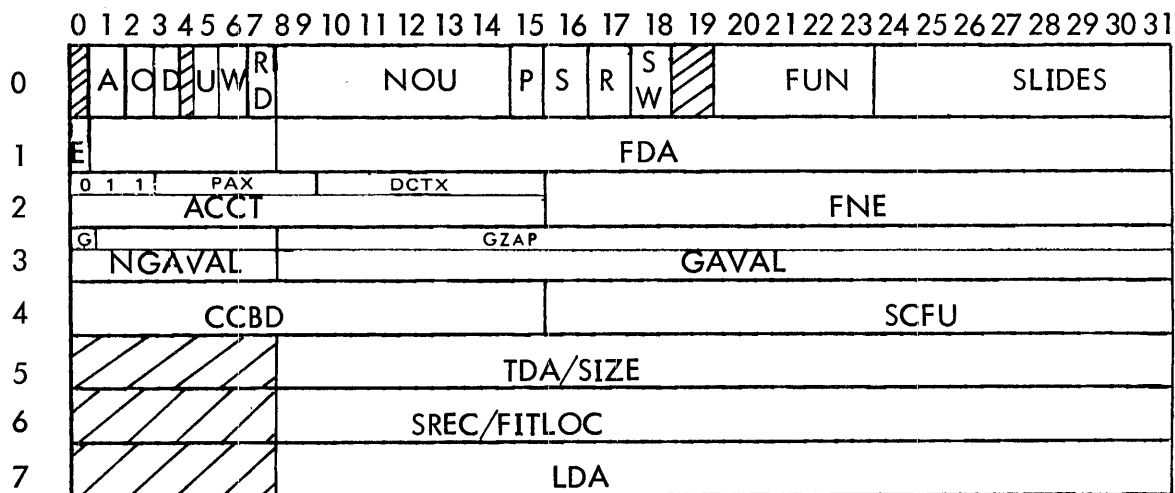 0 1 2 3 4 5 6 7 8 9 10 11 12 13 14 15 16 17 18 19 20 21 22 23 24 25 26 27 28 29 30 31
0 A O D U W RD NOU P S R SW FUN SLIDES
1 E FDA
0 1 1 PAX DCTX
2 ACCT FNE
G GZAP
3 NGAVAL GAVAL
4 CCBD SCFU
5 TDA/SIZE
6 SREC/FITLOC
7 LDA